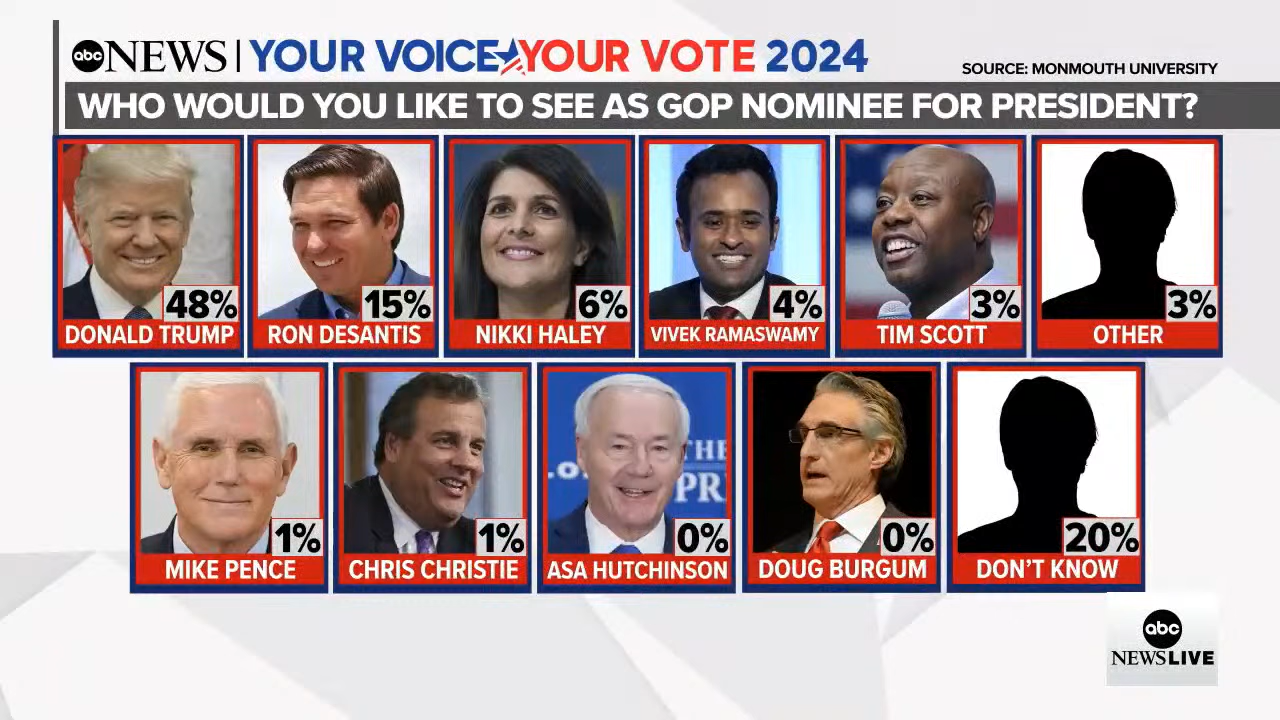 abc NEWS | YOUR VOICE YOUR VOTE 2024
SOURCE: MONMOUTH UNIVERSITY
WHO WOULD YOU LIKE TO SEE AS GOP NOMINEE FOR PRESIDENT?
48%
DONALD TRUMP
15%
RON DESANTIS
6%
NIKKI HALEY
4%
VIVEK RAMASWAMY
3%
TIM SCOTT
3%
OTHER
1%
MIKE PENCE
1%
CHRIS CHRISTIE
THE
PR
0%
ASA HUTCHINSON
0%
DOUG BURGUM
20%
DON'T KNOW
abc
NEWSLIVE